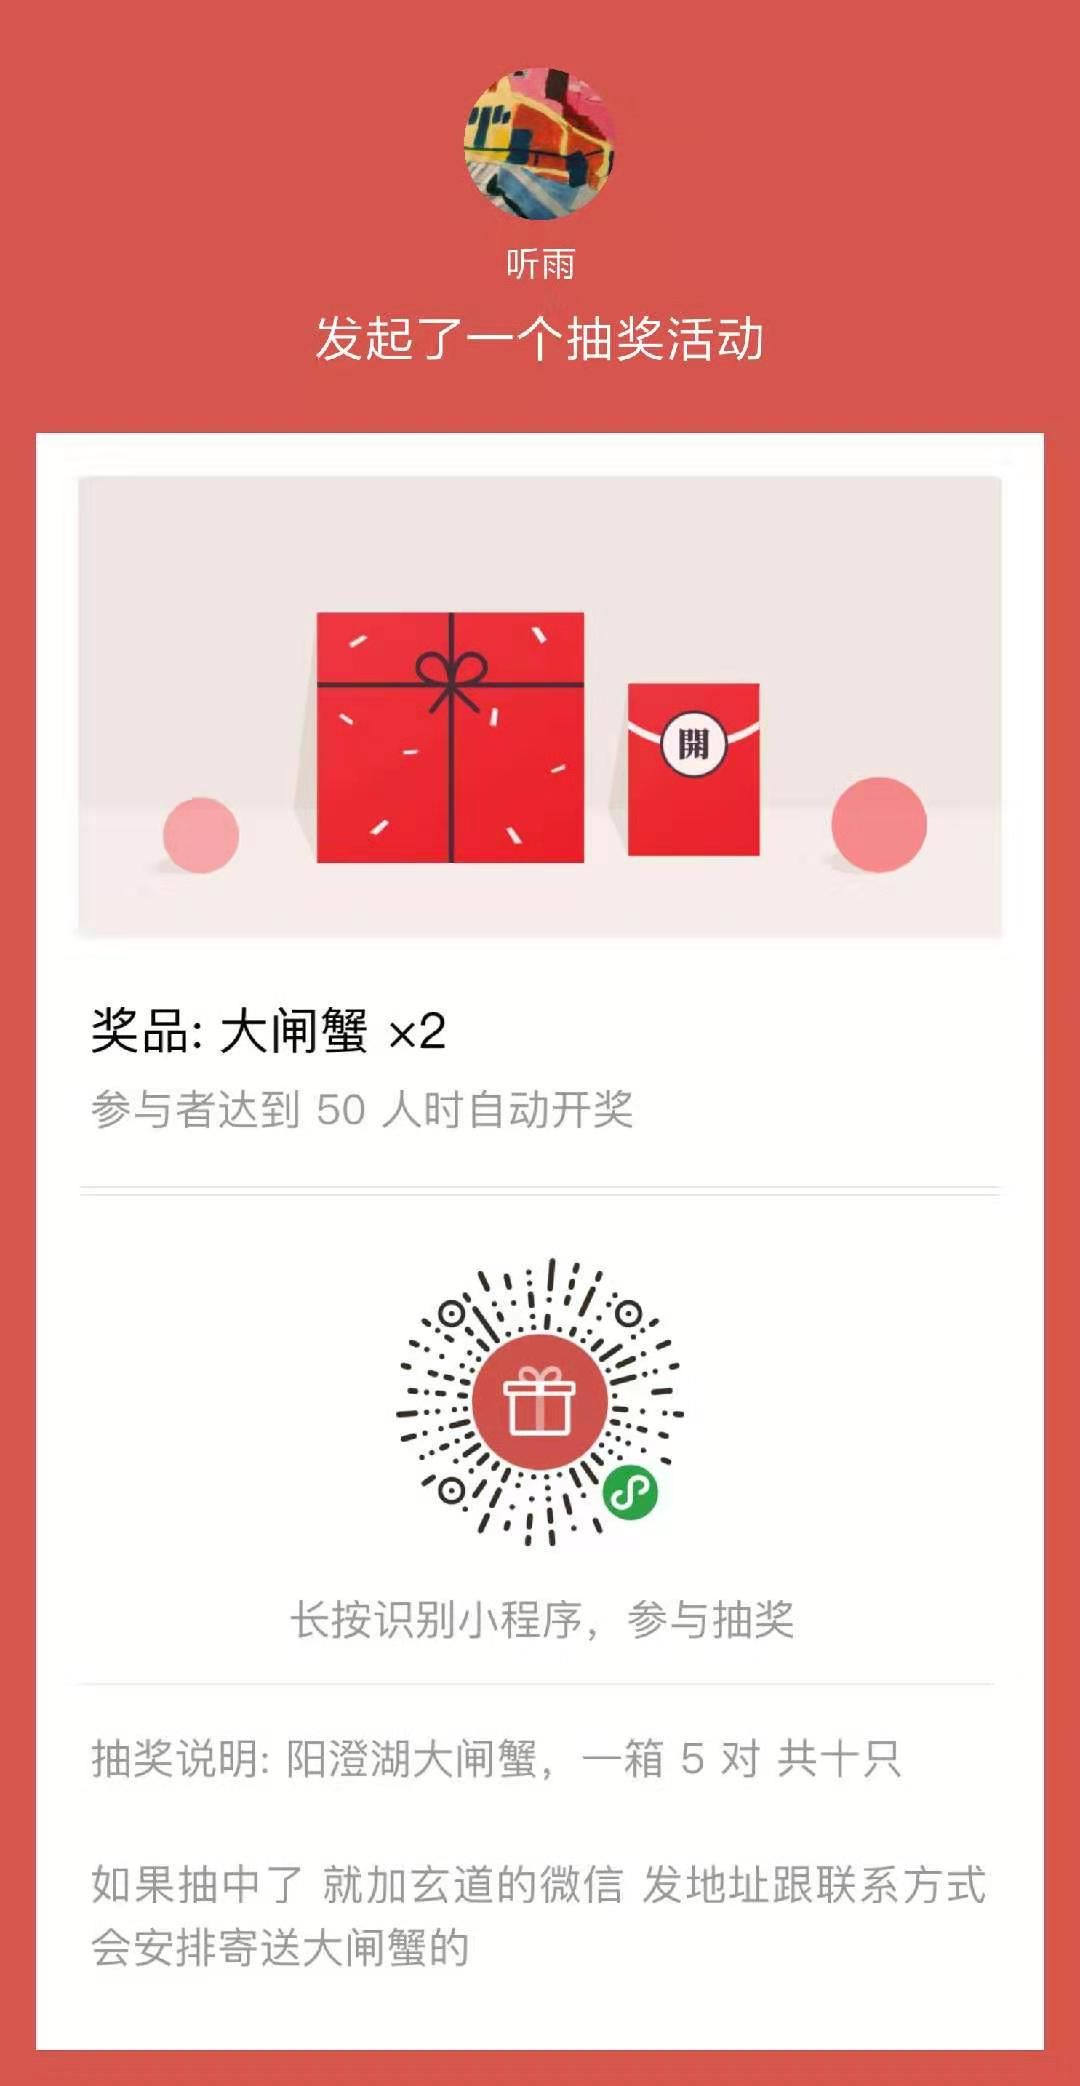 听雨
发起了一个抽奖活动
開
奖品: 大闸蟹 ×2
参与者达到 50 人时自动开奖
长按识别小程序，参与抽奖
抽奖说明: 阳澄湖大闸蟹，一箱 5 对 共十只
如果抽中了 就加玄道的微信 发地址跟联系方式
会安排寄送大闸蟹的